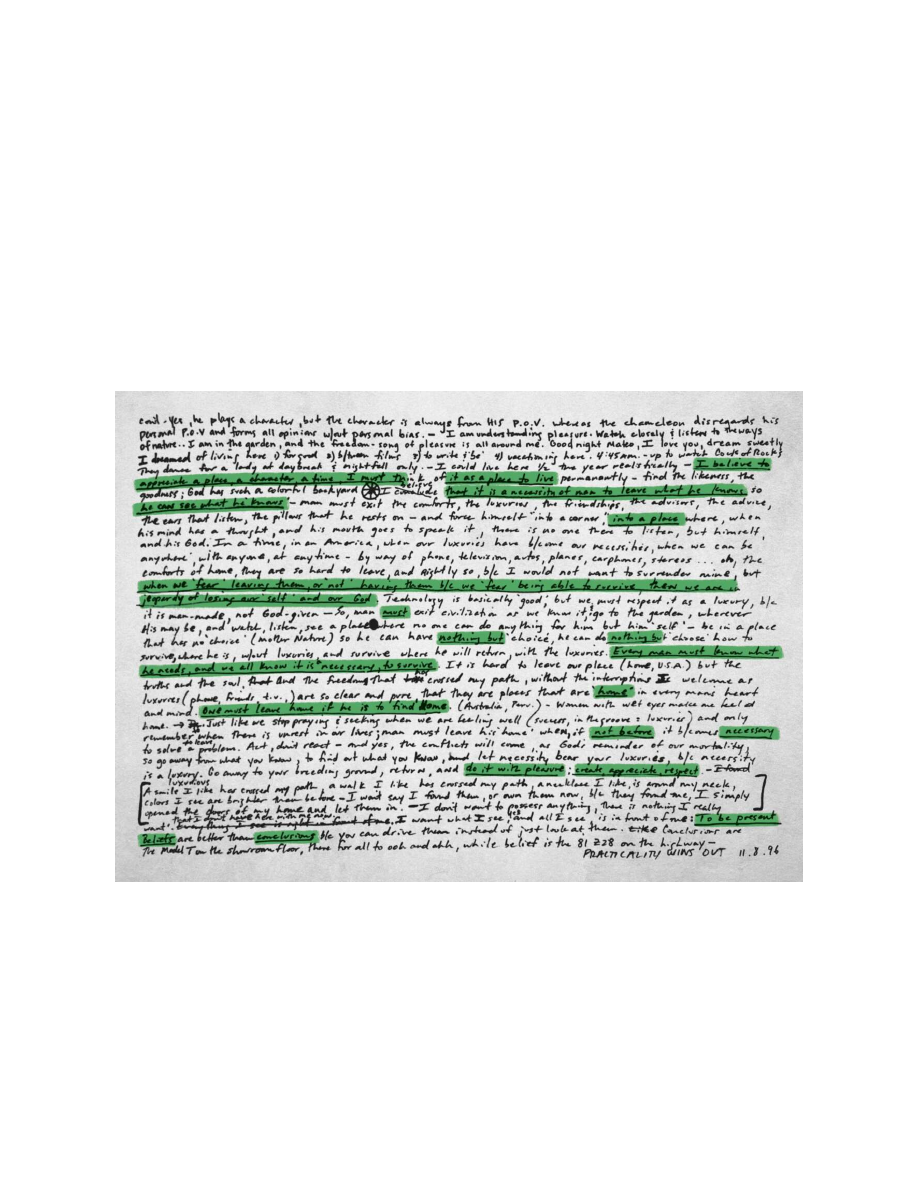 con't - Yes, he plays a character, but the character is always from HIS P.O.V. whereas the chameleon disregards his
personal P.O.V and forms all opinions w/out personal bias. - I am understanding pleasure. Watch closely & listen to the ways
of nature.. I am in the garden, and the freedom-song of pleasure is all around me. Good night Mako, I love you, dream sweetly
I dreamed of living here 1) for good 2) b/tween films 3) to write & 'be' 4) vacationing here. 4:45am. - up to watch Cocks of Rock &
They dance for a lady at daybreak & nightfall only. - I could live here 1/2 the year realistically - I believe to
appreciate a place, a character, a time, I must think of it as a place to live permanently - find the likeness, the
goodness; God has such a colorful backyard I conclude that it is a necessity of man to leave what he knows so
he can see what he knows - man must exit the comforts, the luxuries, the friendships, the advisors, the advice,
the ears that listen, the pillows that he rests on - and force himself 'into a corner,' into a place where, when
his mind has a thought, and his mouth goes to speak it, there is no one there to listen, but himself,
and his God. In a time, in an America, when our luxuries have b/come our necessities, when we can be
anywhere, with anyone, at anytime - by way of phone, television, autos, planes, carphones, stereos ... oh, the
comforts of home, they are so hard to leave, and rightly so, b/c I would not want to surrender mine, but
when we 'fear' leaving them, or 'not' having them b/c we 'fear' being able to survive, then we are in
jeopardy of losing our 'self' and our God. Technology is basically 'good,' but we must respect it as a luxury, b/c
it is man-made, not God-given - So, man must exit civilization as we know it; go to the garden, wherever
His may be, and watch, listen, see a place where no one can do anything for him but him 'self' - be in a place
that has no 'choice' (Mother Nature) so he can have nothing but 'choice', he can do nothing but 'choose' how to
survive, where he is, w/out luxuries, and survive where he will return, with the luxuries. Every man must know what
he needs, and we all know it is necessary, to survive. It is hard to leave our place (home, U.S.A.) but the
truths and the soul, that and the freedom that crossed my path, without the interruptions I welcome as
luxuries (phone, friends, t.v.,) are so clear and pure, that they are places that are 'home' in every man's heart
and mind. One must leave home if he is to find Home. (Australia, Peru.) - Women with wet eyes make me feel at
home. → Just like we stop praying & seeking when we are feeling well (success, in the groove = luxuries) and only
remember when there is unrest in our lives; man must leave his 'home' when, if not before it b/comes necessary
to leave
to solve a problem. Act, don't react - and yes, the conflicts will come, as God's reminder of our mortality,
so go away from what you know, to find out what you know, and let necessity bear your luxuries, b/c necessity
is a luxury. Go away to your breeding ground, return, and do it with pleasure: create, appreciate, respect. - I found
luxurious
A smile I like has crossed my path, a walk I like has crossed my path, a necklace I like, is around my neck,
colors I see are brighter than before - I won't say I found them, or own them now, b/c they found me, I simply
opened the doors of my home and let them in. - I don't want to possess anything, there is nothing I really
that I don't have here with me now.
want. Everything I see is right in front of me, I want what I see, and all I see, is in front of me: To be present
Beliefs are better than conclusions b/c you can drive them instead of just look at them. Like Conclusions are
the Model T on the showroom floor, there for all to ooh and ahh, while belief is the 81 Z28 on the highway -
PRACTICALITY WINS OUT 11.8.96